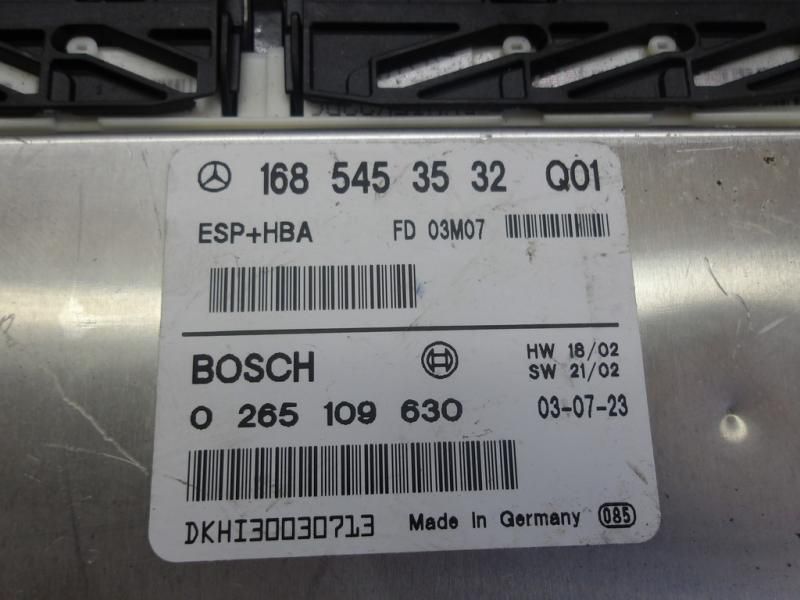 168 545 35 32 Q01
ESP+HBA FD 03M07
BOSCH HW 18/02
SW 21/02
0 265 109 630 03-07-23
DKHI30030713 Made in Germany 085